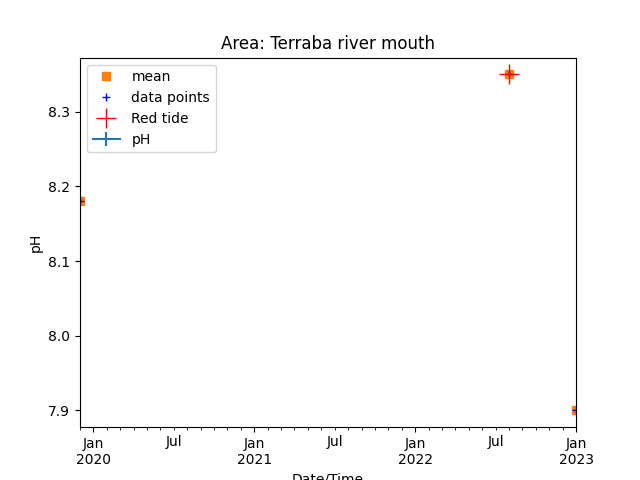 Area: Terraba river mouth
mean
data points
Red tide
pH
pH
8.3
8.2
8.1
8.0
7.9
Jan Jul Jan Jul Jan Jul Jan
2020 2021 2022 2023
Date/Time